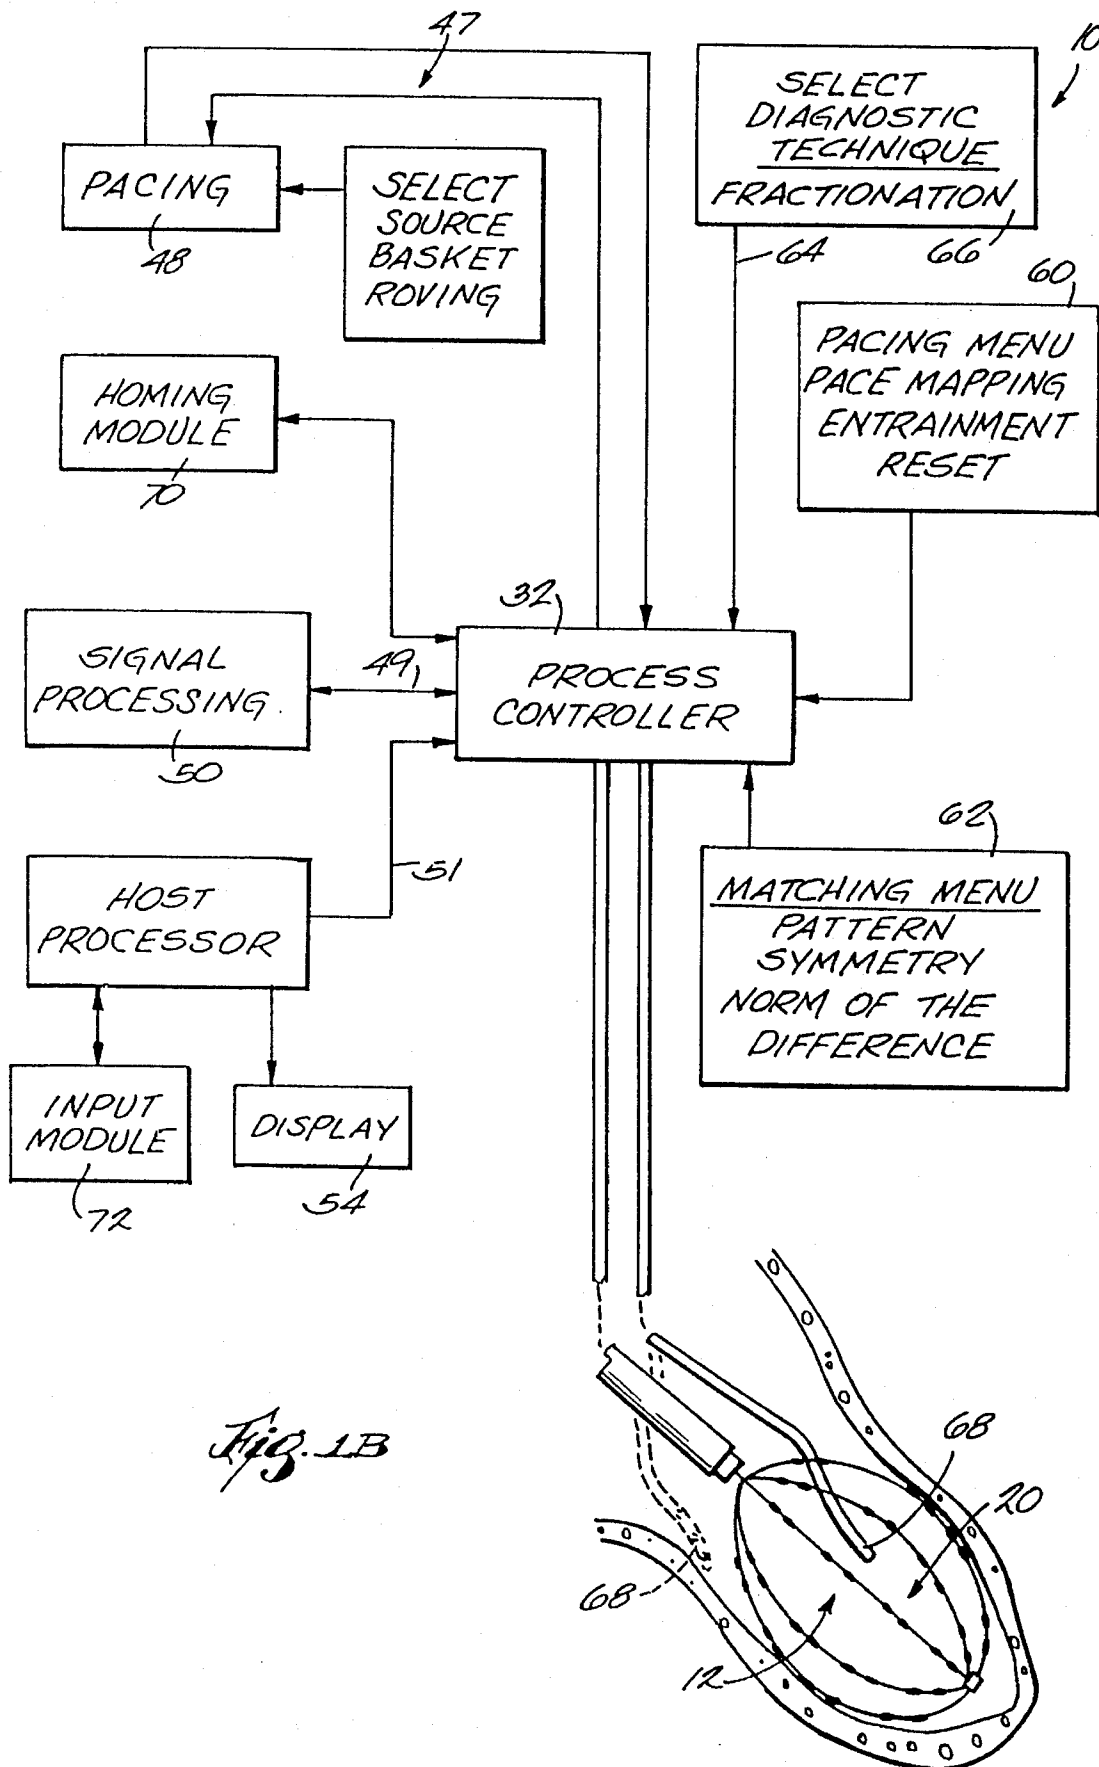 47
10
SELECT
DIAGNOSTIC
TECHNIQUE
FRACTIONATION
66
64
PACING
48
SELECT
SOURCE
BASKET
ROVING
60
PACING MENU
PACE MAPPING
ENTRAINMENT
RESET
HOMING
MODULE
70
32
PROCESS
CONTROLLER
SIGNAL
PROCESSING
50
49
62
MATCHING MENU
PATTERN
SYMMETRY
NORM OF THE
DIFFERENCE
HOST
PROCESSOR
51
INPUT
MODULE
72
DISPLAY
54
Fig. 1B
68
20
68
12